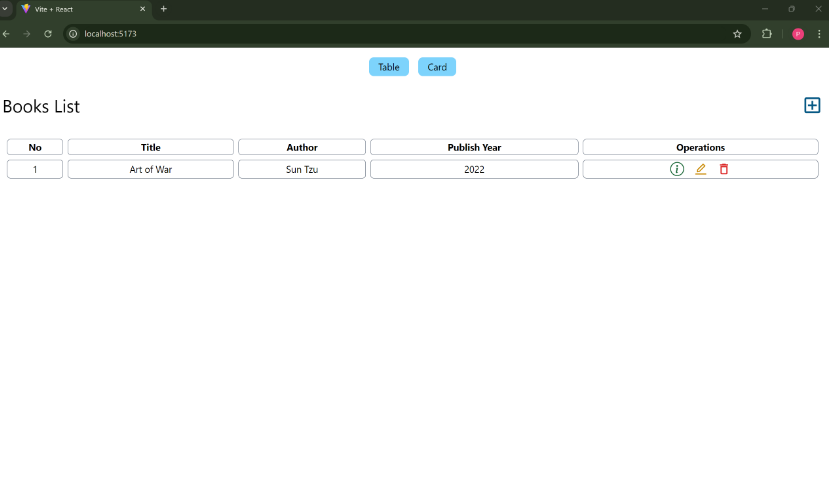 Vite + React
localhost:5173
P
Table Card
Books List
No Title Author Publish Year Operations
1 Art of War Sun Tzu 2022